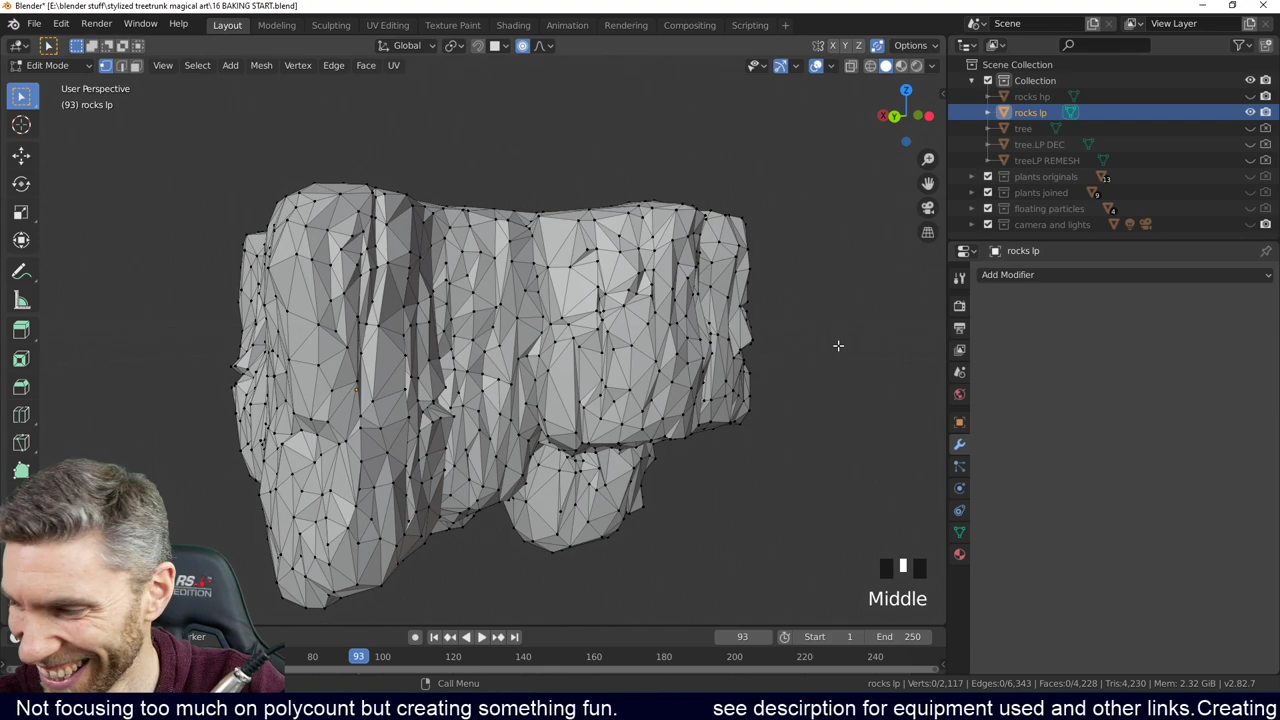 Blender* [E:\blender stuff\stylized treetrunk magical art\16 BAKING START.blend]
File Edit Render Window Help Layout Modeling Sculpting UV Editing Texture Paint Shading Animation Rendering Compositing Scripting + Scene View Layer
Global X Y Z Options
Edit Mode View Select Add Mesh Vertex Edge Face UV
Scene Collection
Collection
rocks hp
rocks lp
tree
tree.LP DEC
treeLP REMESH
plants originals 13
plants joined 9
floating particles 4
camera and lights
User Perspective
(93) rocks lp
Z
X Y
rocks lp
Add Modifier
Middle
RS
EDITION
rker 93 Start 1 End 250
80 93 100 120 140 160 180 200 220 240
Call Menu rocks lp | Verts:0/2,117 | Edges:0/6,343 | Faces:0/4,228 | Tris:4,230 | Mem: 2.32 GiB | v2.82.7
Not focusing too much on polycount but creating something fun. see descirption for equipment used and other links.Creating